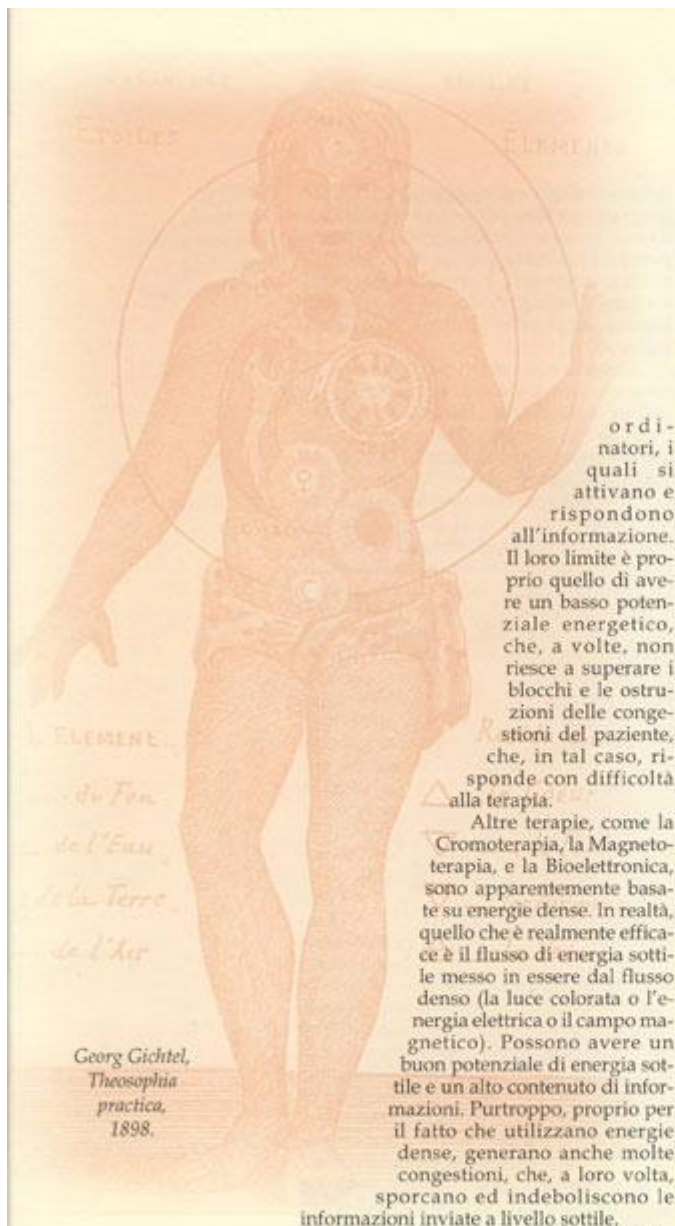 ETOILES
ELEMENT
ordi-
natori, i
quali si
attivano e
rispondono
all'informazione.
Il loro limite è pro-
prio quello di ave-
re un basso poten-
ziale energetico,
che, a volte, non
riesce a superare i
blocchi e le ostru-
zioni delle conge-
stioni del paziente,
che, in tal caso, ri-
sponde con difficoltà
alla terapia.
Altre terapie, come la
Cromoterapia, la Magneto-
terapia, e la Bioelettronica,
sono apparentemente basa-
te su energie dense. In realtà,
quello che è realmente effica-
ce è il flusso di energia sotti-
le messo in essere dal flusso
denso (la luce colorata o l'e-
nergia elettrica o il campo ma-
gnetico). Possono avere un
buon potenziale di energia sot-
tile e un alto contenuto di infor-
mazioni. Purtroppo, proprio per
il fatto che utilizzano energie
dense, generano anche molte
congestioni, che, a loro volta,
sporcano ed indeboliscono le
informazioni inviate a livello sottile.
L ELEMENT
du Feu
de l'Eau
de la Terre
de l'Air
Georg Gichtel,
Theosophia
practica,
1898.